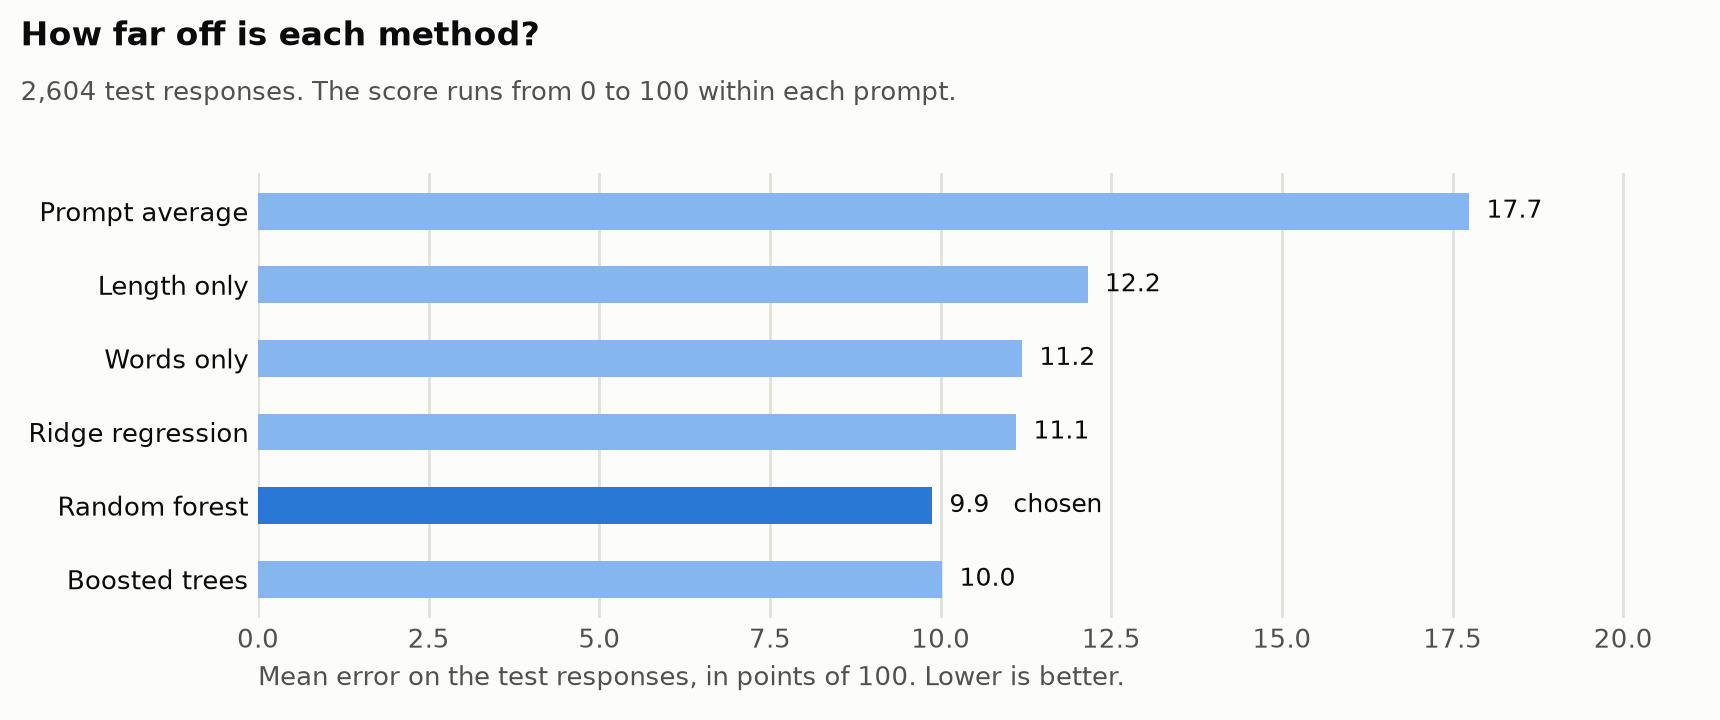 How far off is each method?
2,604 test responses. The score runs from 0 to 100 within each prompt.
Prompt average 17.7
Length only 12.2
Words only 11.2
Ridge regression 11.1
Random forest 9.9 chosen
Boosted trees 10.0
0.0 2.5 5.0 7.5 10.0 12.5 15.0 17.5 20.0
Mean error on the test responses, in points of 100. Lower is better.